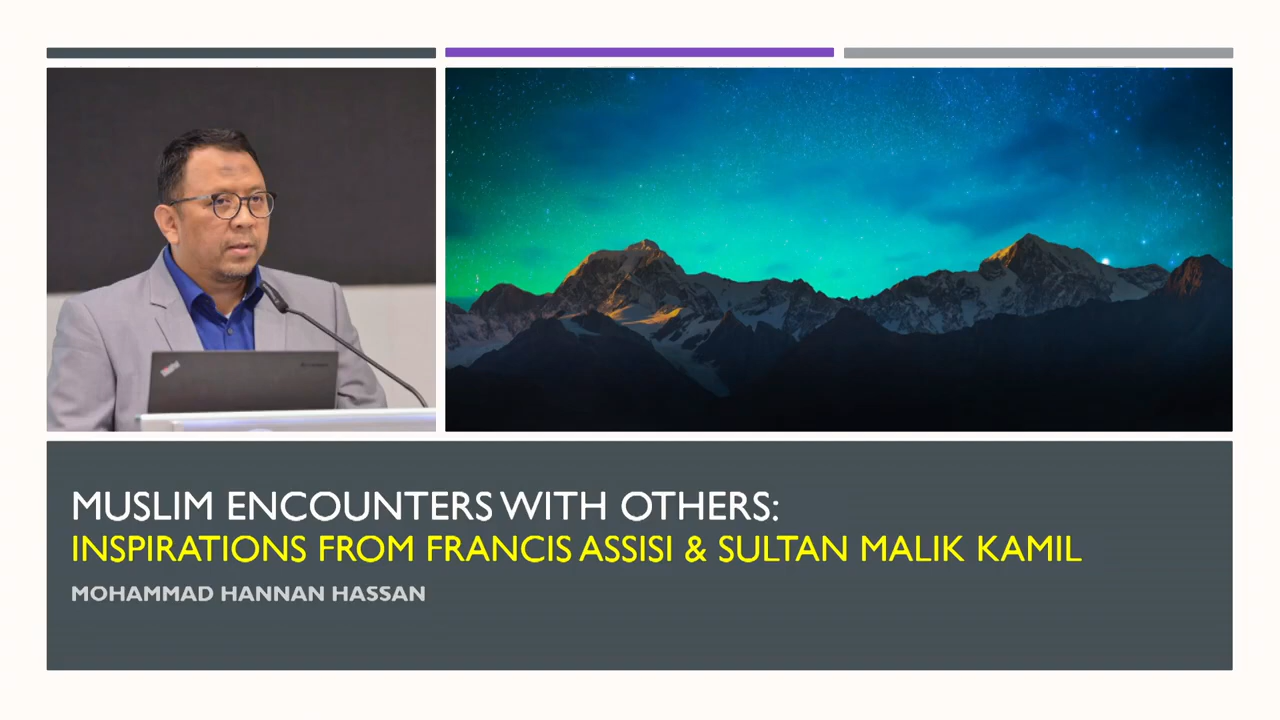 MUSLIM ENCOUNTERS WITH OTHERS:
INSPIRATIONS FROM FRANCIS ASSISI & SULTAN MALIK KAMIL
MOHAMMAD HANNAN HASSAN